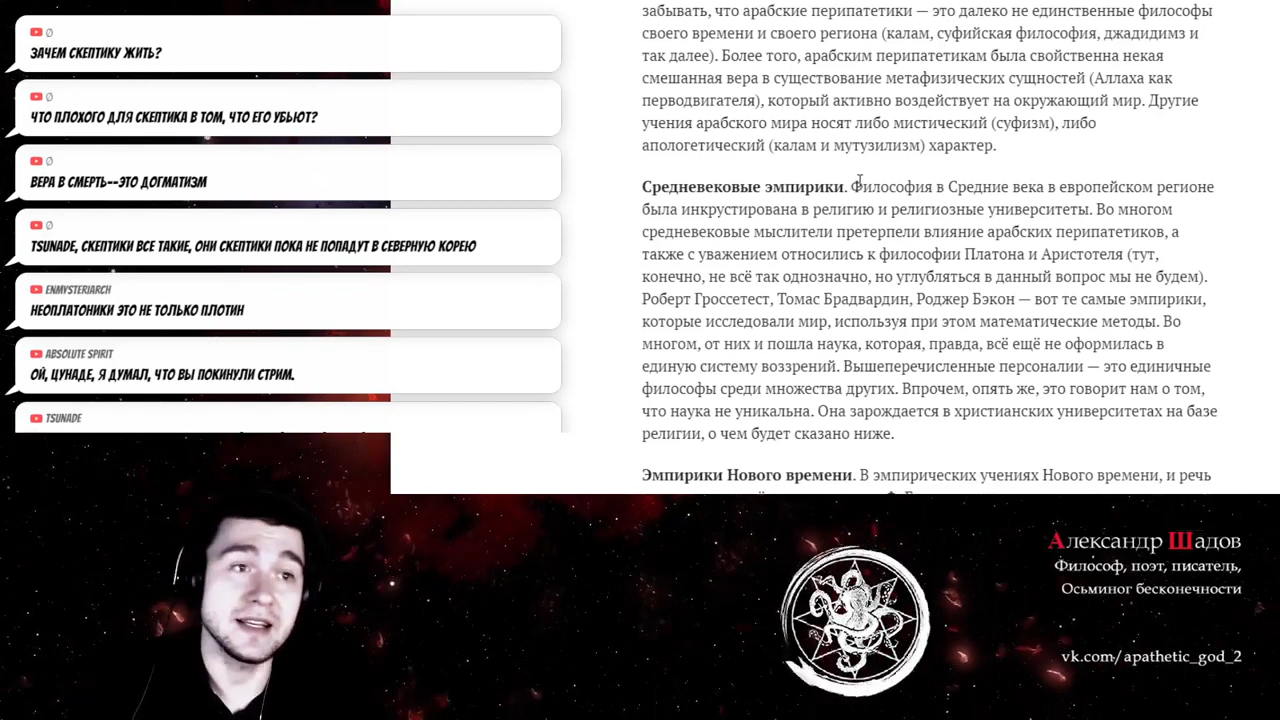 Ø
ЗАЧЕМ СКЕПТИКУ ЖИТЬ?
Ø
ЧТО ПЛОХОГО ДЛЯ СКЕПТИКА В ТОМ, ЧТО ЕГО УБЬЮТ?
Ø
ВЕРА В СМЕРТЬ--ЭТО ДОГМАТИЗМ
Ø
TSUNADE, СКЕПТИКИ ВСЕ ТАКИЕ, ОНИ СКЕПТИКИ ПОКА НЕ ПОПАДУТ В СЕВЕРНУЮ КОРЕЮ
ENMYSTERIARCH
НЕОПЛАТОНИКИ ЭТО НЕ ТОЛЬКО ПЛОТИН
ABSOLUTE SPIRIT
ОЙ, ЦУНАДЕ, Я ДУМАЛ, ЧТО ВЫ ПОКИНУЛИ СТРИМ.
TSUNADE
забывать, что арабские перипатетики — это далеко не единственные философы
своего времени и своего региона (калам, суфийская философия, джадидимз и
так далее). Более того, арабским перипатетикам была свойственна некая
смешанная вера в существование метафизических сущностей (Аллаха как
перводвигателя), который активно воздействует на окружающий мир. Другие
учения арабского мира носят либо мистический (суфизм), либо
апологетический (калам и мутузилизм) характер.
Средневековые эмпирики. Философия в Средние века в европейском регионе
была инкрустирована в религию и религиозные университеты. Во многом
средневековые мыслители претерпели влияние арабских перипатетиков, а
также с уважением относились к философии Платона и Аристотеля (тут,
конечно, не всё так однозначно, но углубляться в данный вопрос мы не будем).
Роберт Гроссетест, Томас Брадвардин, Роджер Бэкон — вот те самые эмпирики,
которые исследовали мир, используя при этом математические методы. Во
многом, от них и пошла наука, которая, правда, всё ещё не оформилась в
единую систему воззрений. Вышеперечисленные персоналии — это единичные
философы среди множества других. Впрочем, опять же, это говорит нам о том,
что наука не уникальна. Она зарождается в христианских университетах на базе
религии, о чем будет сказано ниже.
Эмпирики Нового времени. В эмпирических учениях Нового времени, и речь
Александр Шадов
Философ, поэт, писатель,
Осьминог бесконечности
vk.com/apathetic_god_2